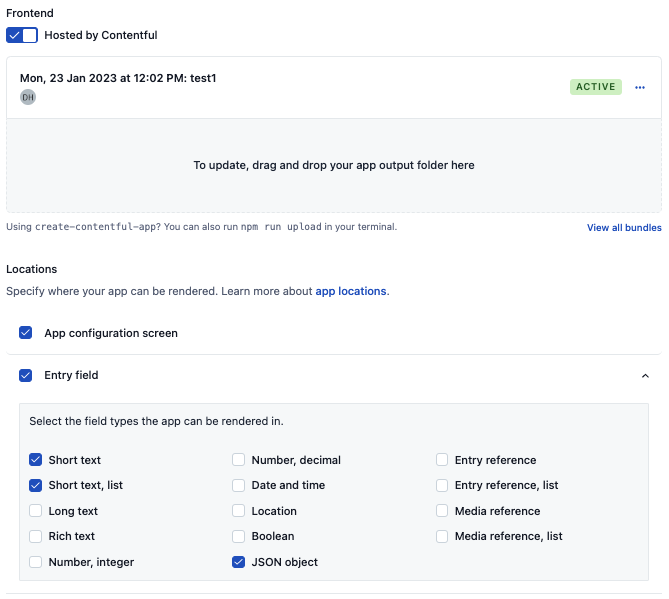 Frontend
Hosted by Contentful
Mon, 23 Jan 2023 at 12:02 PM: test1
ACTIVE
DH
To update, drag and drop your app output folder here
Using create-contentful-app? You can also run npm run upload in your terminal.
View all bundles
Locations
Specify where your app can be rendered. Learn more about app locations.
App configuration screen
Entry field
Select the field types the app can be rendered in.
Short text
Short text, list
Long text
Rich text
Number, integer
Number, decimal
Date and time
Location
Boolean
JSON object
Entry reference
Entry reference, list
Media reference
Media reference, list